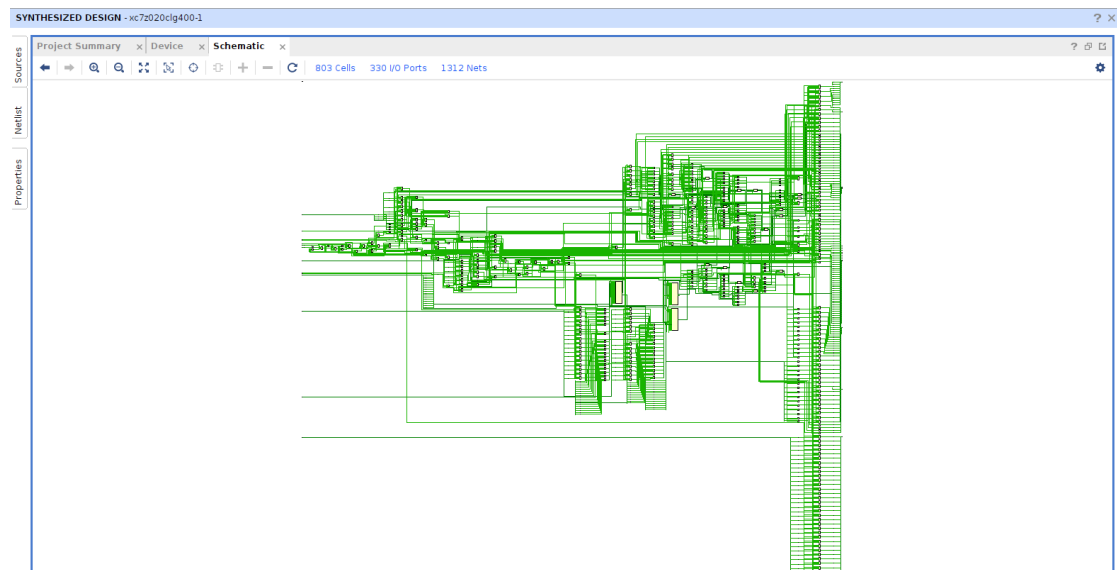 SYNTHESIZED DESIGN - xc7z020clg400-1
Project Summary Device Schematic
803 Cells 330 I/O Ports 1312 Nets
Sources
Netlist
Properties